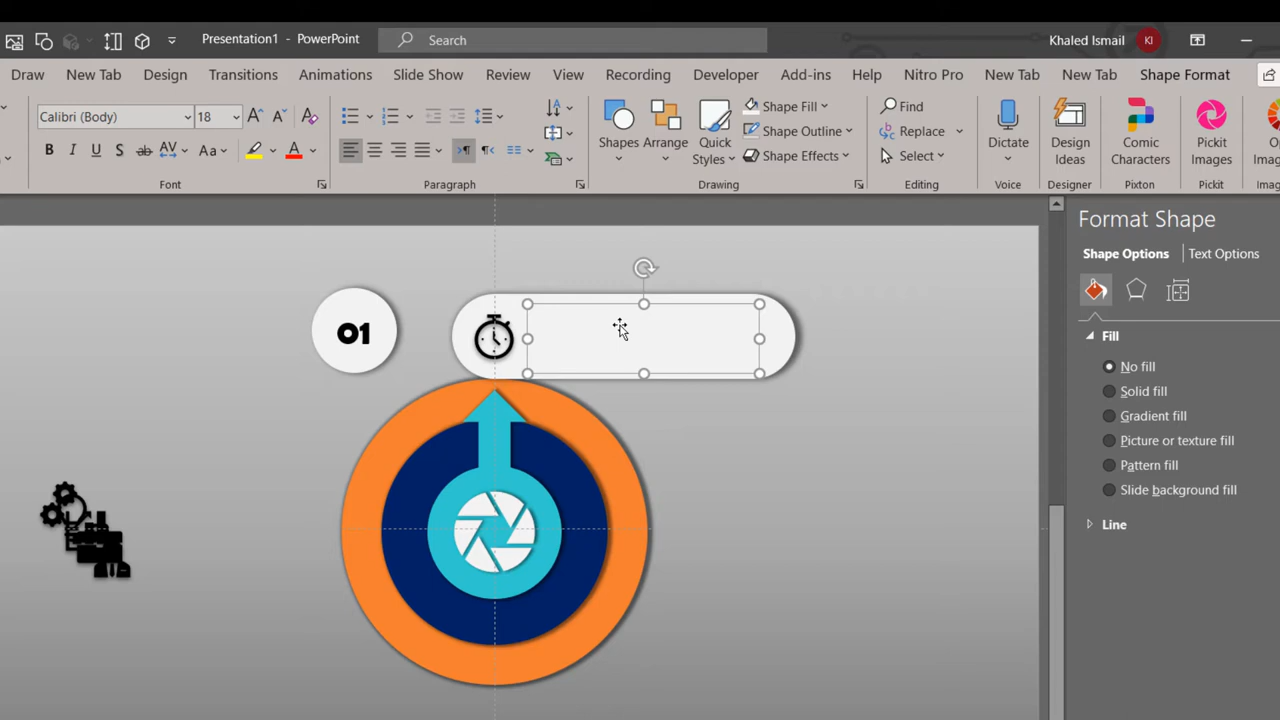 Presentation1 - PowerPoint
Search
Khaled Ismail
KI
Draw
New Tab
Design
Transitions
Animations
Slide Show
Review
View
Recording
Developer
Add-ins
Help
Nitro Pro
New Tab
New Tab
Shape Format
Calibri (Body)
18
Shapes
Arrange
Quick
Styles
Shape Fill
Shape Outline
Shape Effects
Find
Replace
Select
Dictate
Design
Ideas
Comic
Characters
Pickit
Images
Font
Paragraph
Drawing
Editing
Voice
Designer
Pixton
Pickit
Format Shape
Shape Options
Text Options
Fill
No fill
Solid fill
Gradient fill
Picture or texture fill
Pattern fill
Slide background fill
Line
01